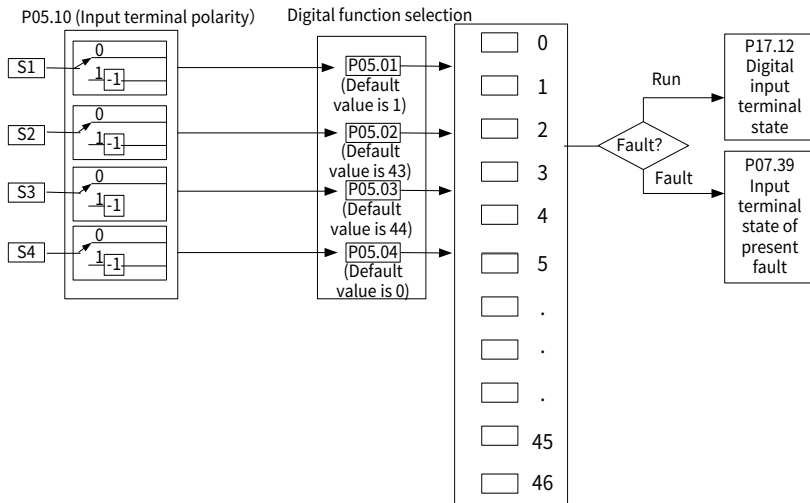 P05.10 (Input terminal polarity)
Digital function selection
S1
0
1
-1
S2
0
1
-1
S3
0
1
-1
S4
0
1
-1
P05.01
(Default
value is 1)
P05.02
(Default
value is 43)
P05.03
(Default
value is 44)
P05.04
(Default
value is 0)
0
1
2
3
4
5
.
.
.
45
46
Fault?
Run
Fault
P17.12
Digital
input
terminal
state
P07.39
Input
terminal
state of
present
fault